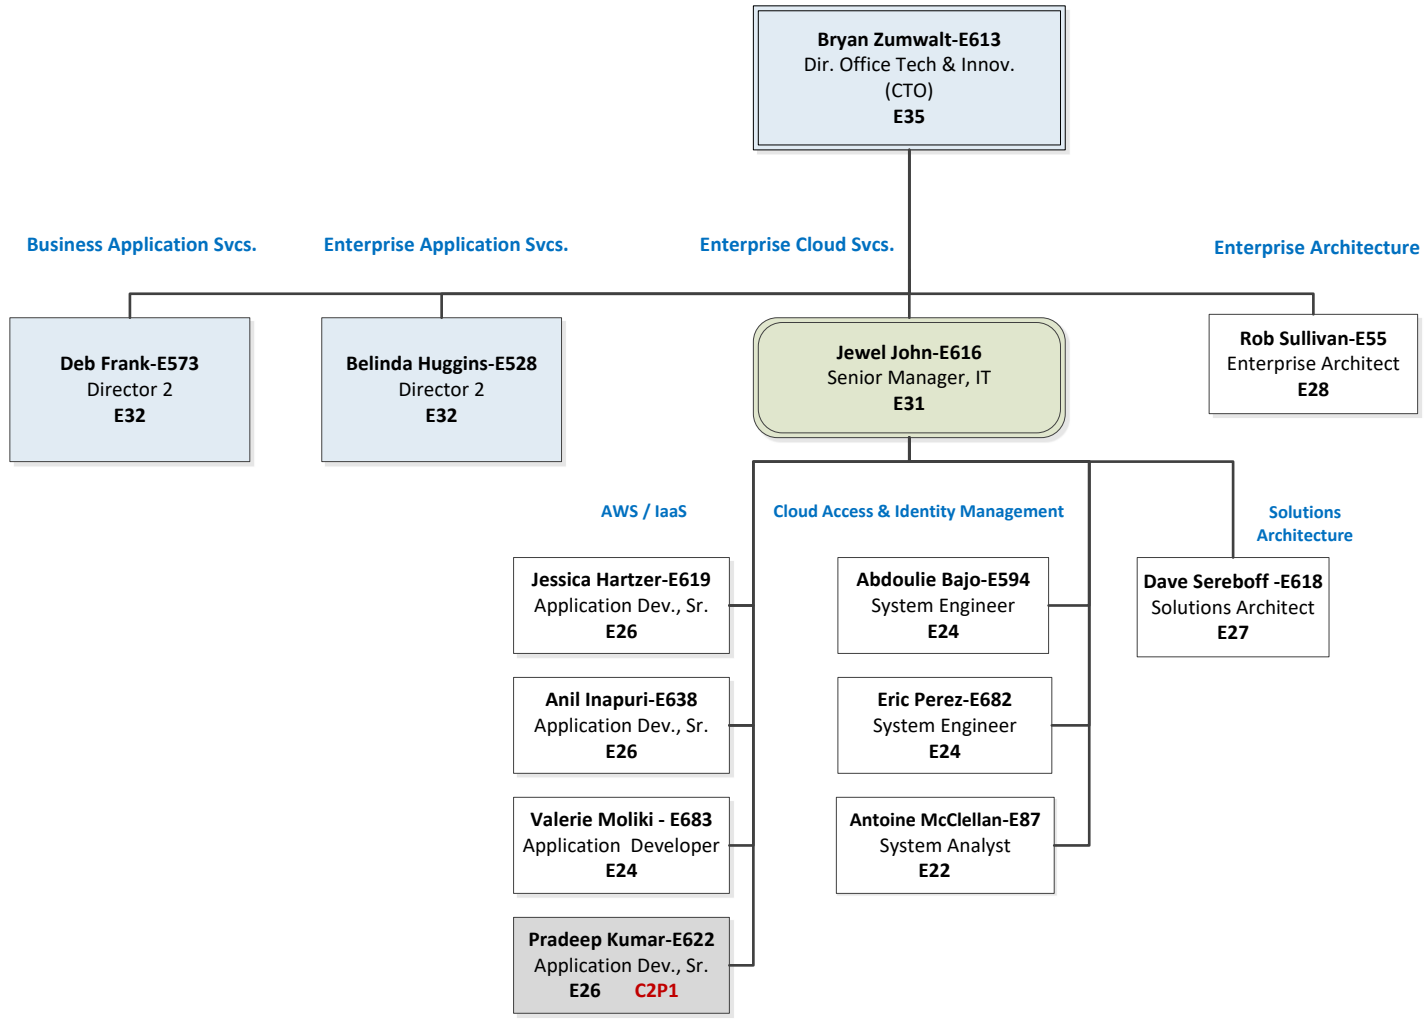 Bryan Zumwalt-E613
Dir. Office Tech & Innov.
(CTO)
E35
Business Application Svcs.
Enterprise Application Svcs.
Enterprise Cloud Svcs.
Enterprise Architecture
Deb Frank-E573
Director 2
E32
Belinda Huggins-E528
Director 2
E32
Jewel John-E616
Senior Manager, IT
E31
Rob Sullivan-E55
Enterprise Architect
E28
AWS / IaaS
Cloud Access & Identity Management
Solutions
Architecture
Jessica Hartzer-E619
Application Dev., Sr.
E26
Abdoulie Bajo-E594
System Engineer
E24
Dave Sereboff -E618
Solutions Architect
E27
Anil Inapuri-E638
Application Dev., Sr.
E26
Eric Perez-E682
System Engineer
E24
Valerie Moliki - E683
Application  Developer
E24
Antoine McClellan-E87
System Analyst
E22
Pradeep Kumar-E622
Application Dev., Sr.
E26 C2P1